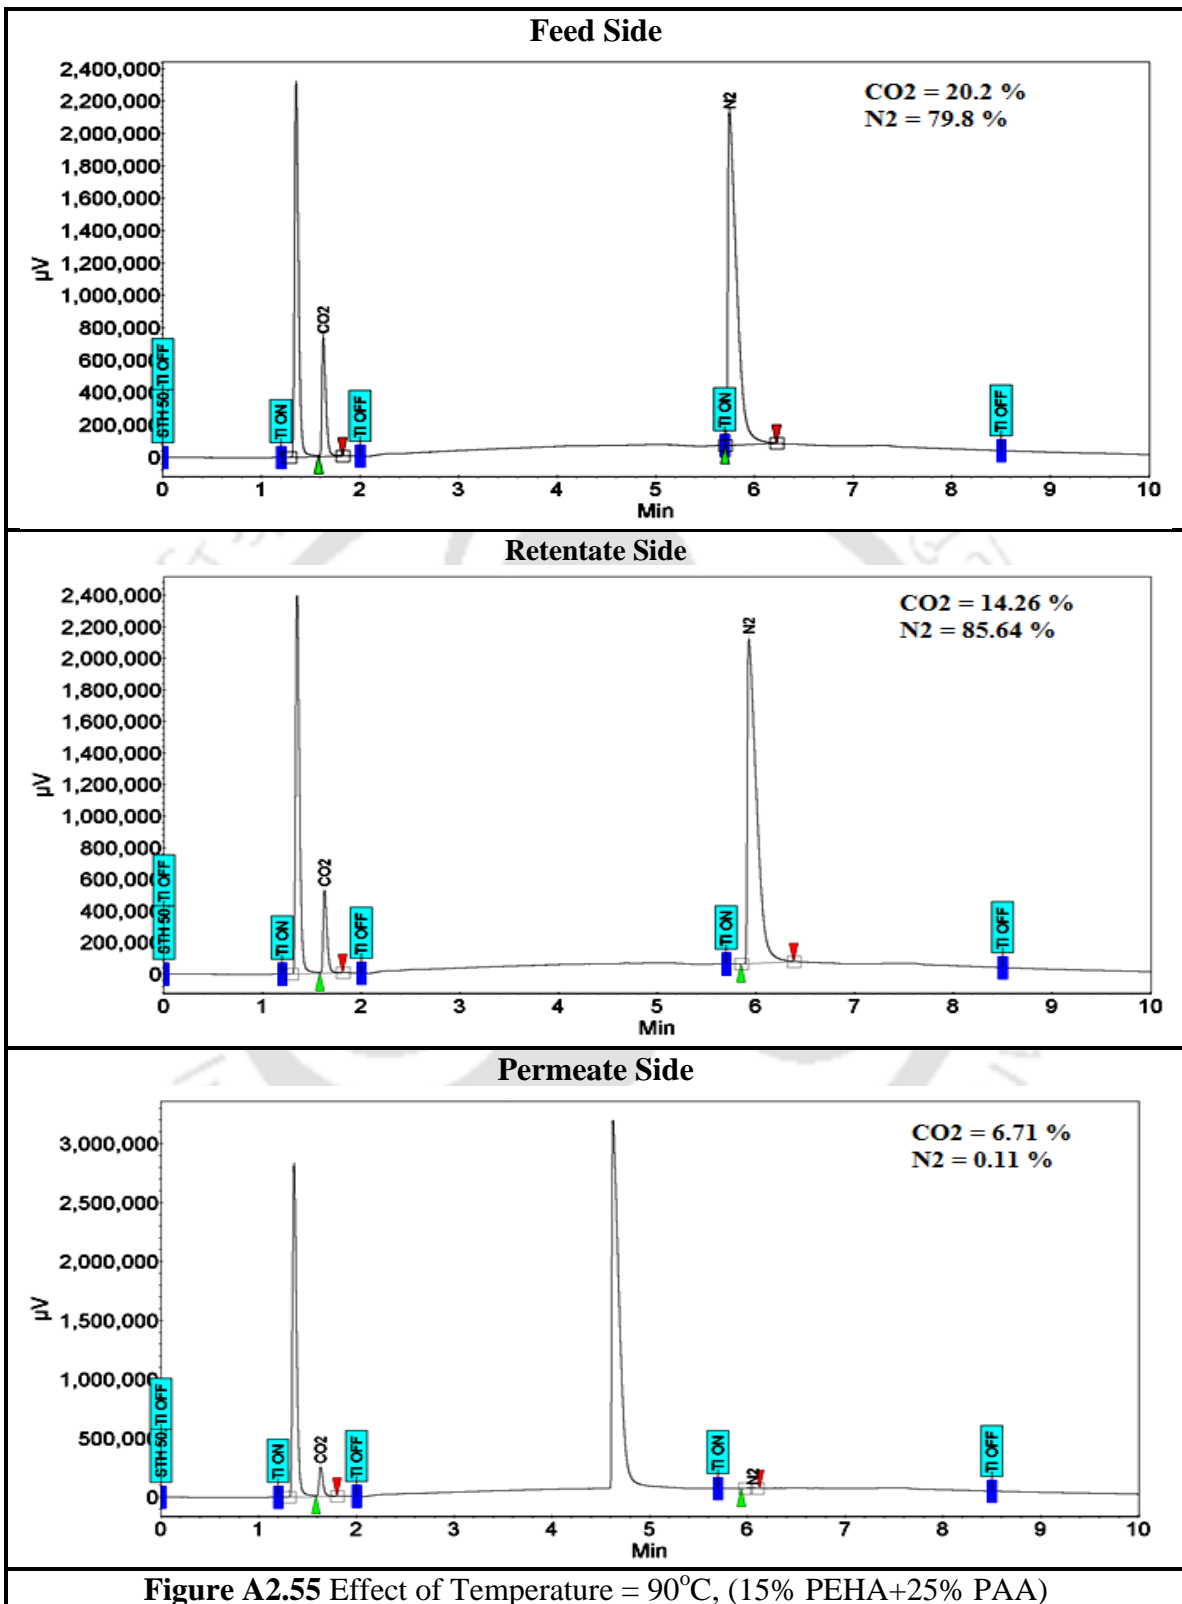 Feed Side
CO2 = 20.2 %
N2 = 79.8 %
2,400,000
2,200,000
2,000,000
1,800,000
1,600,000
1,400,000
1,200,000
1,000,000
800,000
600,000
400,000
200,000
0
µV
STH 50,-TI OFF
-TI ON
CO2
-TI OFF
N2
-TI ON
-TI OFF
0 1 2 3 4 5 6 7 8 9 10
Min
Retentate Side
CO2 = 14.26 %
N2 = 85.64 %
2,400,000
2,200,000
2,000,000
1,800,000
1,600,000
1,400,000
1,200,000
1,000,000
800,000
600,000
400,000
200,000
0
µV
STH 50,-TI OFF
-TI ON
CO2
-TI OFF
N2
-TI ON
-TI OFF
0 1 2 3 4 5 6 7 8 9 10
Min
Permeate Side
CO2 = 6.71 %
N2 = 0.11 %
3,000,000
2,500,000
2,000,000
1,500,000
1,000,000
500,000
0
µV
STH 50,-TI OFF
-TI ON
CO2
-TI OFF
-TI ON
N2
-TI OFF
0 1 2 3 4 5 6 7 8 9 10
Min
Figure A2.55 Effect of Temperature = 90°C, (15% PEHA+25% PAA)